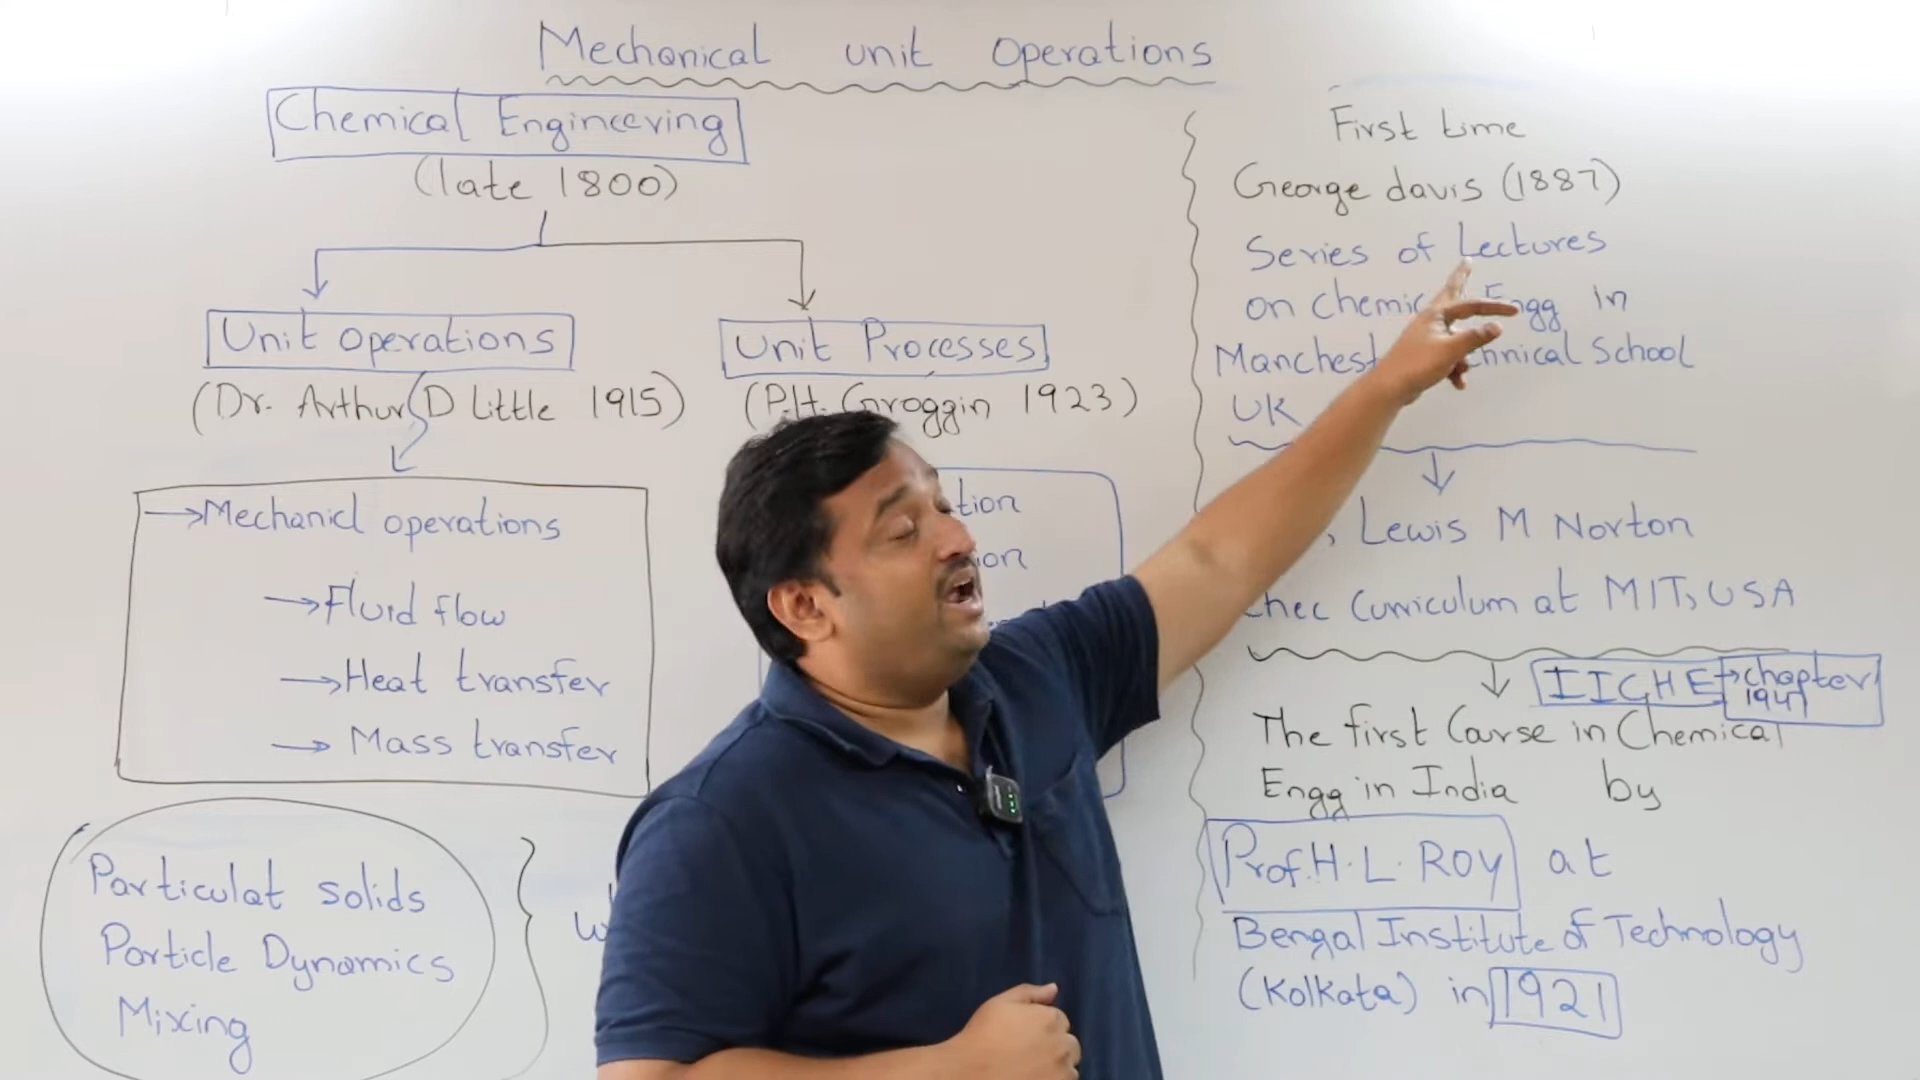 Mechanical unit Operations
Chemical Engineering
(late 1800)
Unit operations
(Dr. Arthur D Little 1915)
Unit Processes
(P.H. Groggin 1923)
→Mechanicl operations
→Fluid flow
→Heat transfer
→ Mass transfer
Particulat solids
Particle Dynamics
Mixing
First time
George davis (1887)
Series of Lectures
on Engg in
School
UK
Lewis M Norton
Curriculum at MIT, USA
IICHE →chapter
1947
The first Course in Chemical
Engg in India by
Prof. H. L. ROY at
Bengal Institute of Technology
(Kolkata) in 1921